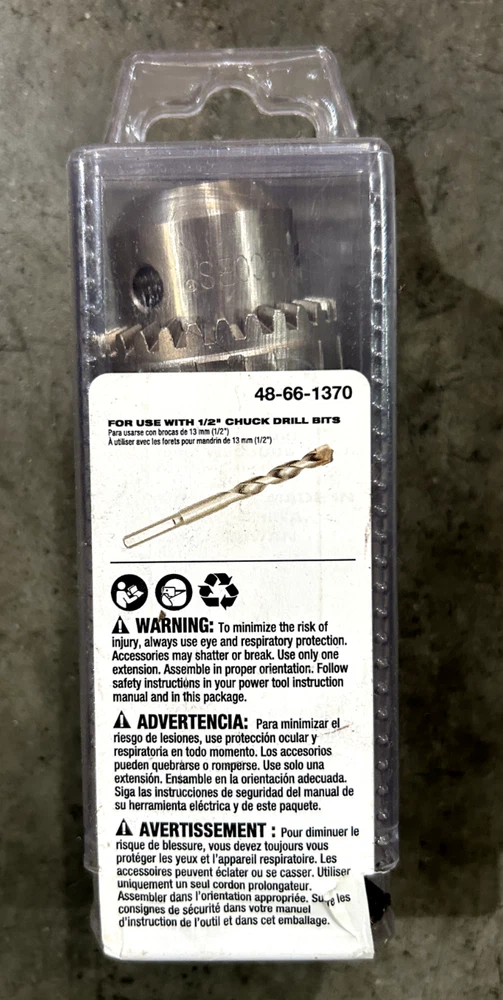 48-66-1370
FOR USE WITH 1/2" CHUCK DRILL BITS
Para usarse con brocas de 13 mm (1/2")
À utiliser avec les forets pour mandrin de 13 mm (1/2")
WARNING: To minimize the risk of
injury, always use eye and respiratory protection.
Accessories may shatter or break. Use only one
extension. Assemble in proper orientation. Follow
safety instructions in your power tool instruction
manual and in this package.
ADVERTENCIA: Para minimizar el
riesgo de lesiones, use protección ocular y
respiratoria en todo momento. Los accesorios
pueden quebrarse o romperse. Use solo una
extensión. Ensamble en la orientación adecuada.
Siga las instrucciones de seguridad del manual de
su herramienta eléctrica y de este paquete.
AVERTISSEMENT : Pour diminuer le
risque de blessure, vous devez toujours vous
protéger les yeux et l'appareil respiratoire. Les
accessoires peuvent éclater ou se casser. Utiliser
uniquement un seul cordon prolongateur.
Assembler dans l'orientation appropriée. Su re les
consignes de sécurité dans votre manuel
d'instruction de l'outil et dans cet emballage.